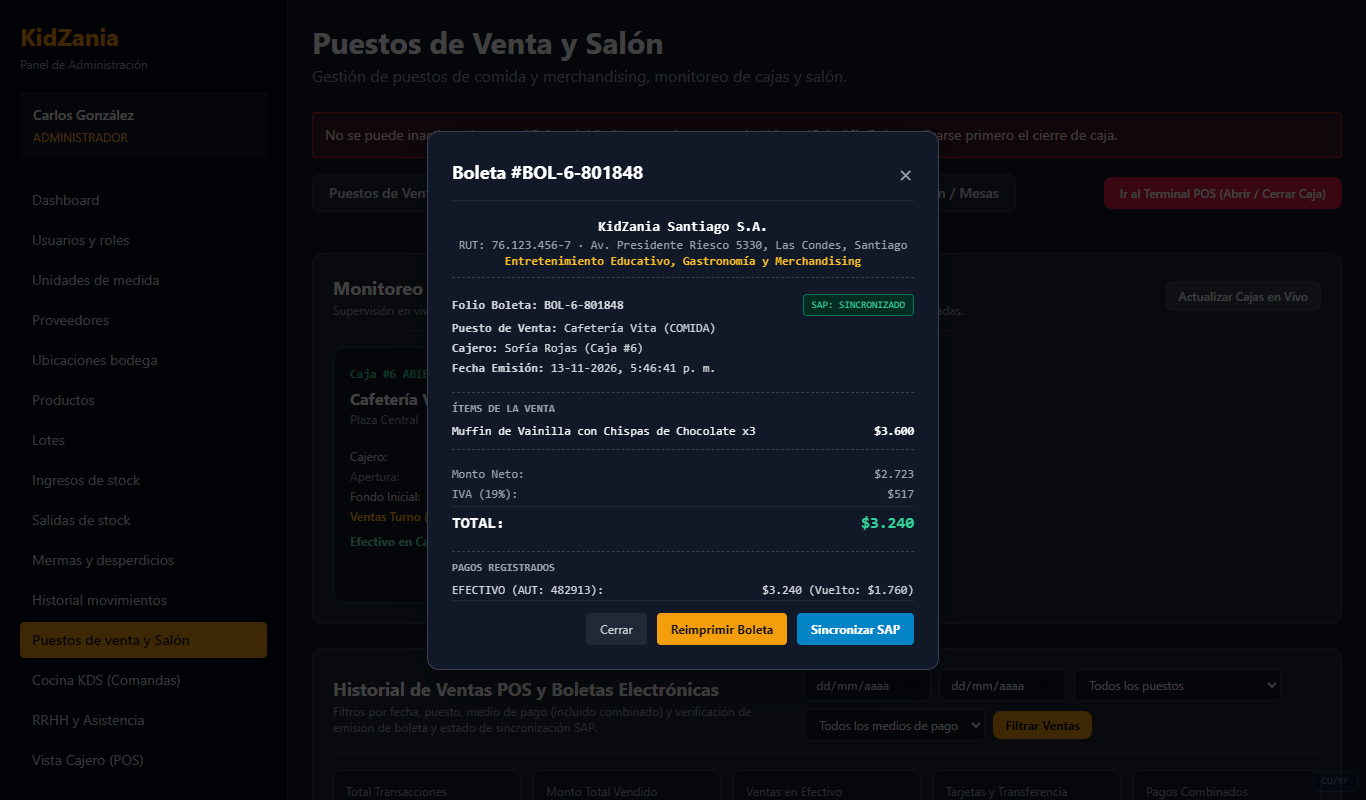 KidZania
Panel de Administración
Carlos González
ADMINISTRADOR
Dashboard
Usuarios y roles
Unidades de medida
Proveedores
Ubicaciones bodega
Productos
Lotes
Ingresos de stock
Salidas de stock
Mermas y desperdicios
Historial movimientos
Puestos de venta y Salón
Cocina KDS (Comandas)
RRHH y Asistencia
Vista Cajero (POS)
Puestos de Venta y Salón
Gestión de puestos de comida y merchandising, monitoreo de cajas y salón.
No se puede arse primero el cierre de caja.
Puestos de / Mesas
Ir al Terminal POS (Abrir / Cerrar Caja)
Monitoreo
Supervisión en
Actualizar Cajas en Vivo
Caja #6
Cafetería
Plaza Central
Cajero:
Apertura:
Fondo Inicial:
Ventas Turno
Efectivo en
Boleta #BOL-6-801848
×
KidZania Santiago S.A.
RUT: 76.123.456-7 · Av. Presidente Riesco 5330, Las Condes, Santiago
Entretenimiento Educativo, Gastronomía y Merchandising
Folio Boleta: BOL-6-801848
SAP: SINCRONIZADO
Puesto de Venta: Cafetería Vita (COMIDA)
Cajero: Sofía Rojas (Caja #6)
Fecha Emisión: 13-11-2026, 5:46:41 p. m.
ÍTEMS DE LA VENTA
Muffin de Vainilla con Chispas de Chocolate x3 $3.600
Monto Neto: $2.723
IVA (19%): $517
TOTAL: $3.240
PAGOS REGISTRADOS
EFECTIVO (AUT: 482913): $3.240 (Vuelto: $1.760)
Cerrar
Reimprimir Boleta
Sincronizar SAP
Historial de Ventas POS y Boletas Electrónicas
Filtros por fecha, puesto, medio de pago (incluido combinado) y verificación de
emisión de boleta y estado de sincronización SAP.
dd/mm/aaaa
dd/mm/aaaa
Todos los puestos
Todos los medios de pago
Filtrar Ventas
Total Transacciones
Monto Total Vendido
Ventas en Efectivo
Tarjetas y Transferencia
Pagos Combinados
CU/RF